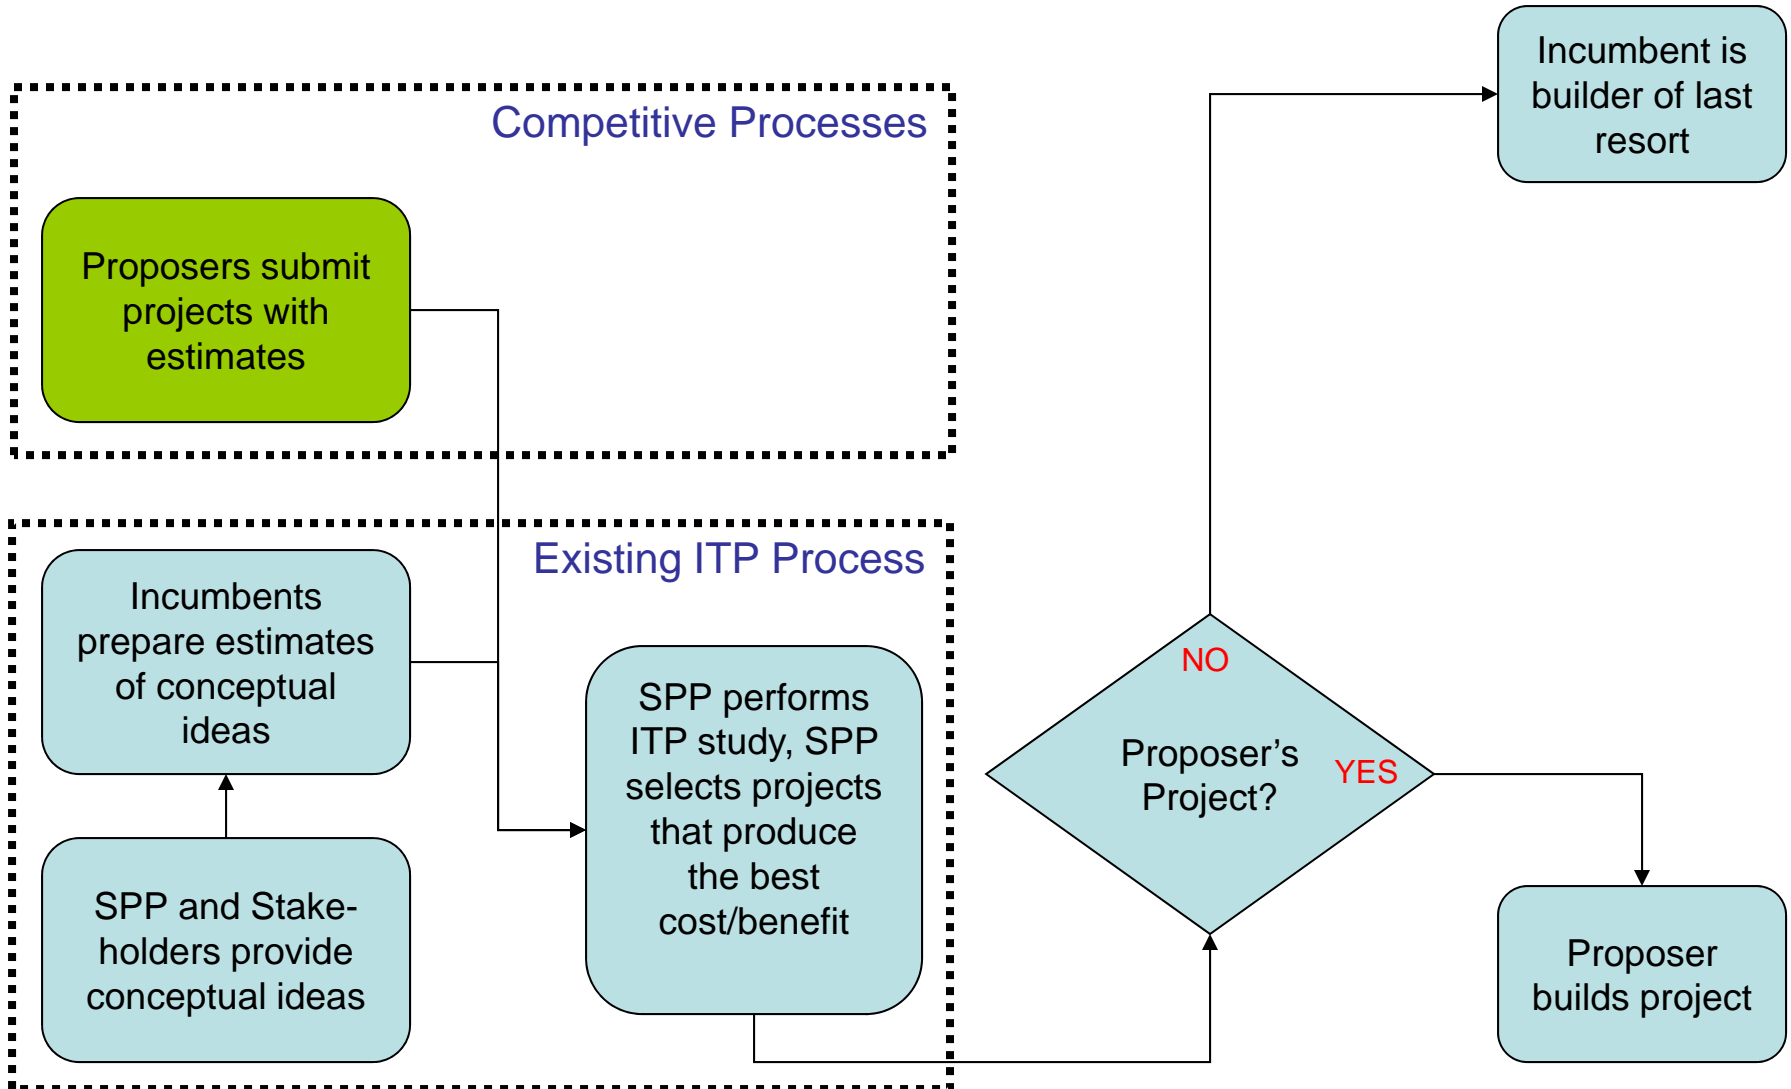 Competitive Processes
Proposers submit
projects with
estimates
Existing ITP Process
Incumbents
prepare estimates
of conceptual
ideas
SPP and Stake-
holders provide
conceptual ideas
SPP performs
ITP study, SPP
selects projects
that produce
the best
cost/benefit
NO
Proposer’s
Project?
YES
Incumbent is
builder of last
resort
Proposer
builds project